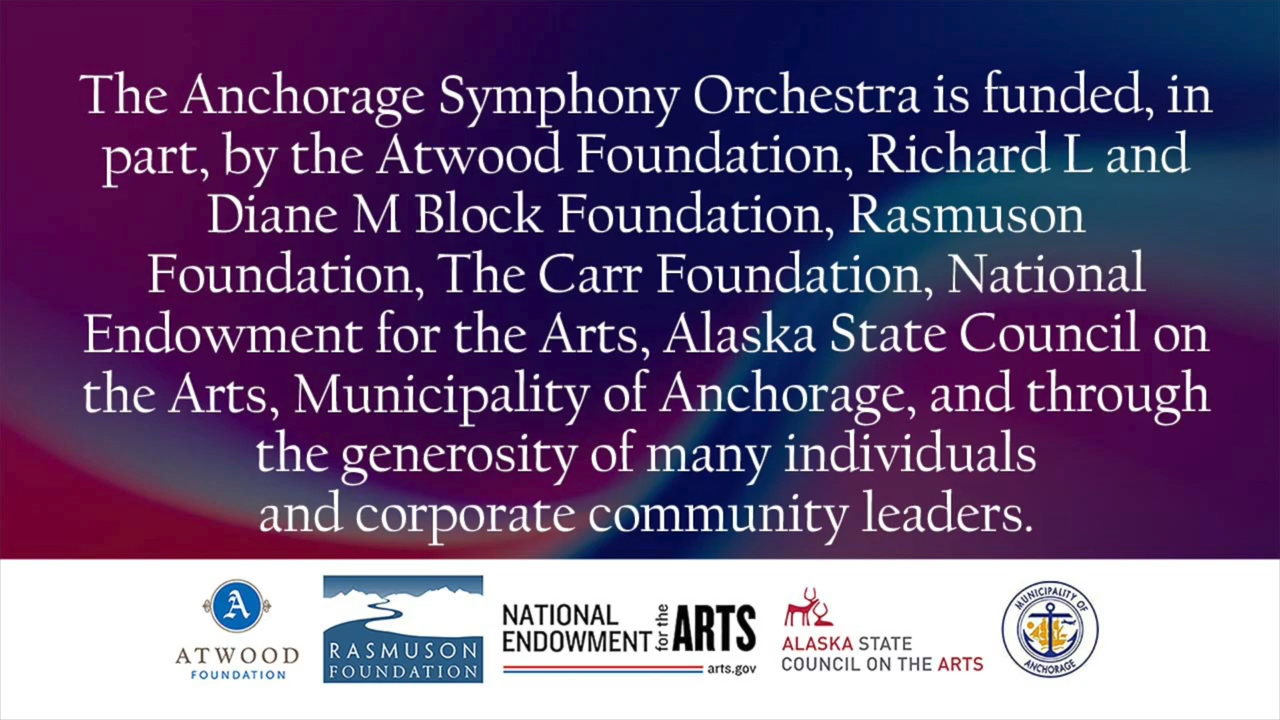 The Anchorage Symphony Orchestra is funded, in
part, by the Atwood Foundation, Richard L and
Diane M Block Foundation, Rasmuson
Foundation, The Carr Foundation, National
Endowment for the Arts, Alaska State Council on
the Arts, Municipality of Anchorage, and through
the generosity of many individuals
and corporate community leaders.
A
ATWOOD
FOUNDATION
RASMUSON
FOUNDATION
NATIONAL
ENDOWMENT
for the
ARTS
arts.gov
ALASKA STATE
COUNCIL ON THE ARTS
MUNICIPALITY OF
ANCHORAGE